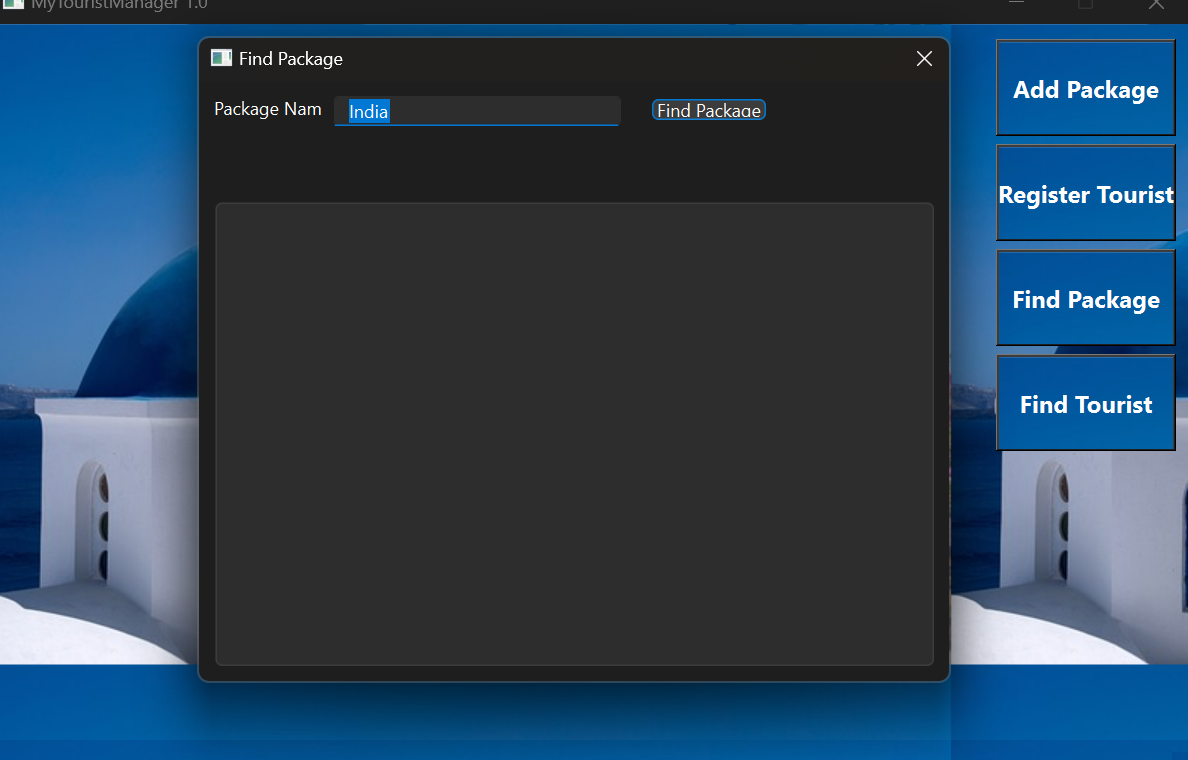 MyTouristManager 1.0
Find Package
Package Nam
India
Find Package
Add Package
Register Tourist
Find Package
Find Tourist